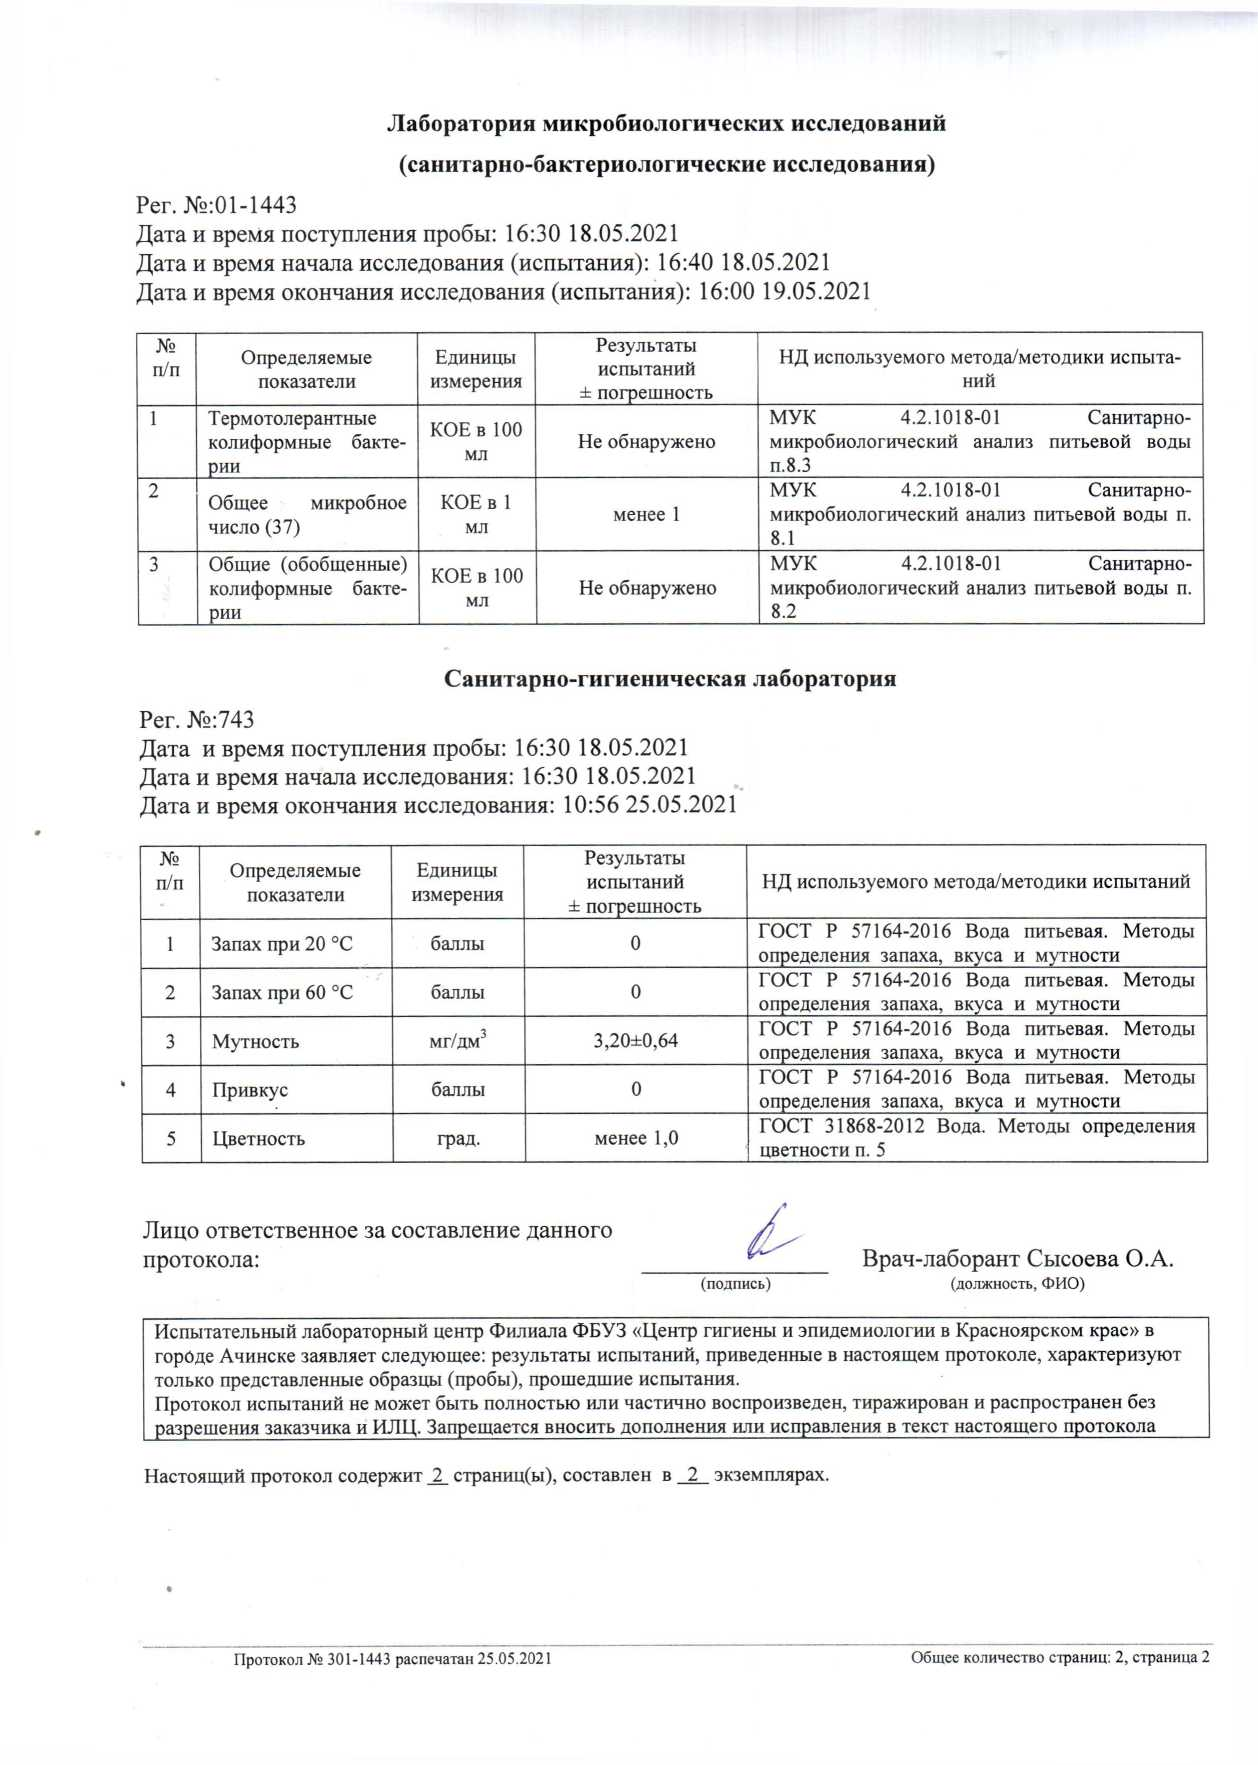 Лаборатория микробиологических исследований
(санитарно-бактериологические исследования)
Рег. №:01-1443
Дата и время поступления пробы: 16:30 18.05.2021
Дата и время начала исследования (испытания): 16:40 18.05.2021
Дата и время окончания исследования (испытания): 16:00 19.05.2021
№ п/п
Определяемые показатели
Единицы измерения
Результаты испытаний ± погрешность
НД используемого метода/методики испыта-
ний
1
Термотолерантные
колиформные бакте-
рии
КОЕ в 100
мл
Не обнаружено
МУК 4.2.1018-01 Санитарно-
микробиологический анализ питьевой воды
п.8.3
2
Общее микробное
число (37)
КОЕ в 1
мл
менее 1
МУК 4.2.1018-01 Санитарно-
микробиологический анализ питьевой воды п.
8.1
3
Общие (обобщенные)
колиформные бакте-
рии
КОЕ в 100
мл
Не обнаружено
МУК 4.2.1018-01 Санитарно-
микробиологический анализ питьевой воды п.
8.2
Санитарно-гигиеническая лаборатория
Рег. №:743
Дата и время поступления пробы: 16:30 18.05.2021
Дата и время начала исследования: 16:30 18.05.2021
Дата и время окончания исследования: 10:56 25.05.2021
№
п/п
Определяемые
показатели
Единицы
измерения
Результаты
испытаний
± погрешность
НД используемого метода/методики испытаний
1
Запах при 20 °С
баллы
0
ГОСТ Р 57164-2016 Вода питьевая. Методы
определения запаха, вкуса и мутности
2
Запах при 60 °С
баллы
0
ГОСТ Р 57164-2016 Вода питьевая. Методы
определения запаха, вкуса и мутности
3
Мутность
мг/дм³
3,20±0,64
ГОСТ Р 57164-2016 Вода питьевая. Методы
определения запаха, вкуса и мутности
4
Привкус
баллы
0
ГОСТ Р 57164-2016 Вода питьевая. Методы
определения запаха, вкуса и мутности
5
Цветность
град.
менее 1,0
ГОСТ 31868-2012 Вода. Методы определения
цветности п. 5
Лицо ответственное за составление данного
протокола:
Врач-лаборант Сысоева О.А.
(подпись)
(должность, ФИО)
Испытательный лабораторный центр Филиала ФБУЗ «Центр гигиены и эпидемиологии в Красноярском крас» в
городе Ачинске заявляет следующее: результаты испытаний, приведенные в настоящем протоколе, характеризуют
только представленные образцы (пробы), прошедшие испытания.
Протокол испытаний не может быть полностью или частично воспроизведен, тиражирован и распространен без
разрешения заказчика и ИЛЦ. Запрещается вносить дополнения или исправления в текст настоящего протокола
Настоящий протокол содержит 2 страниц(ы), составлен в 2 экземплярах.
Протокол № 301-1443 распечатан 25.05.2021
Общее количество страниц: 2, страница 2